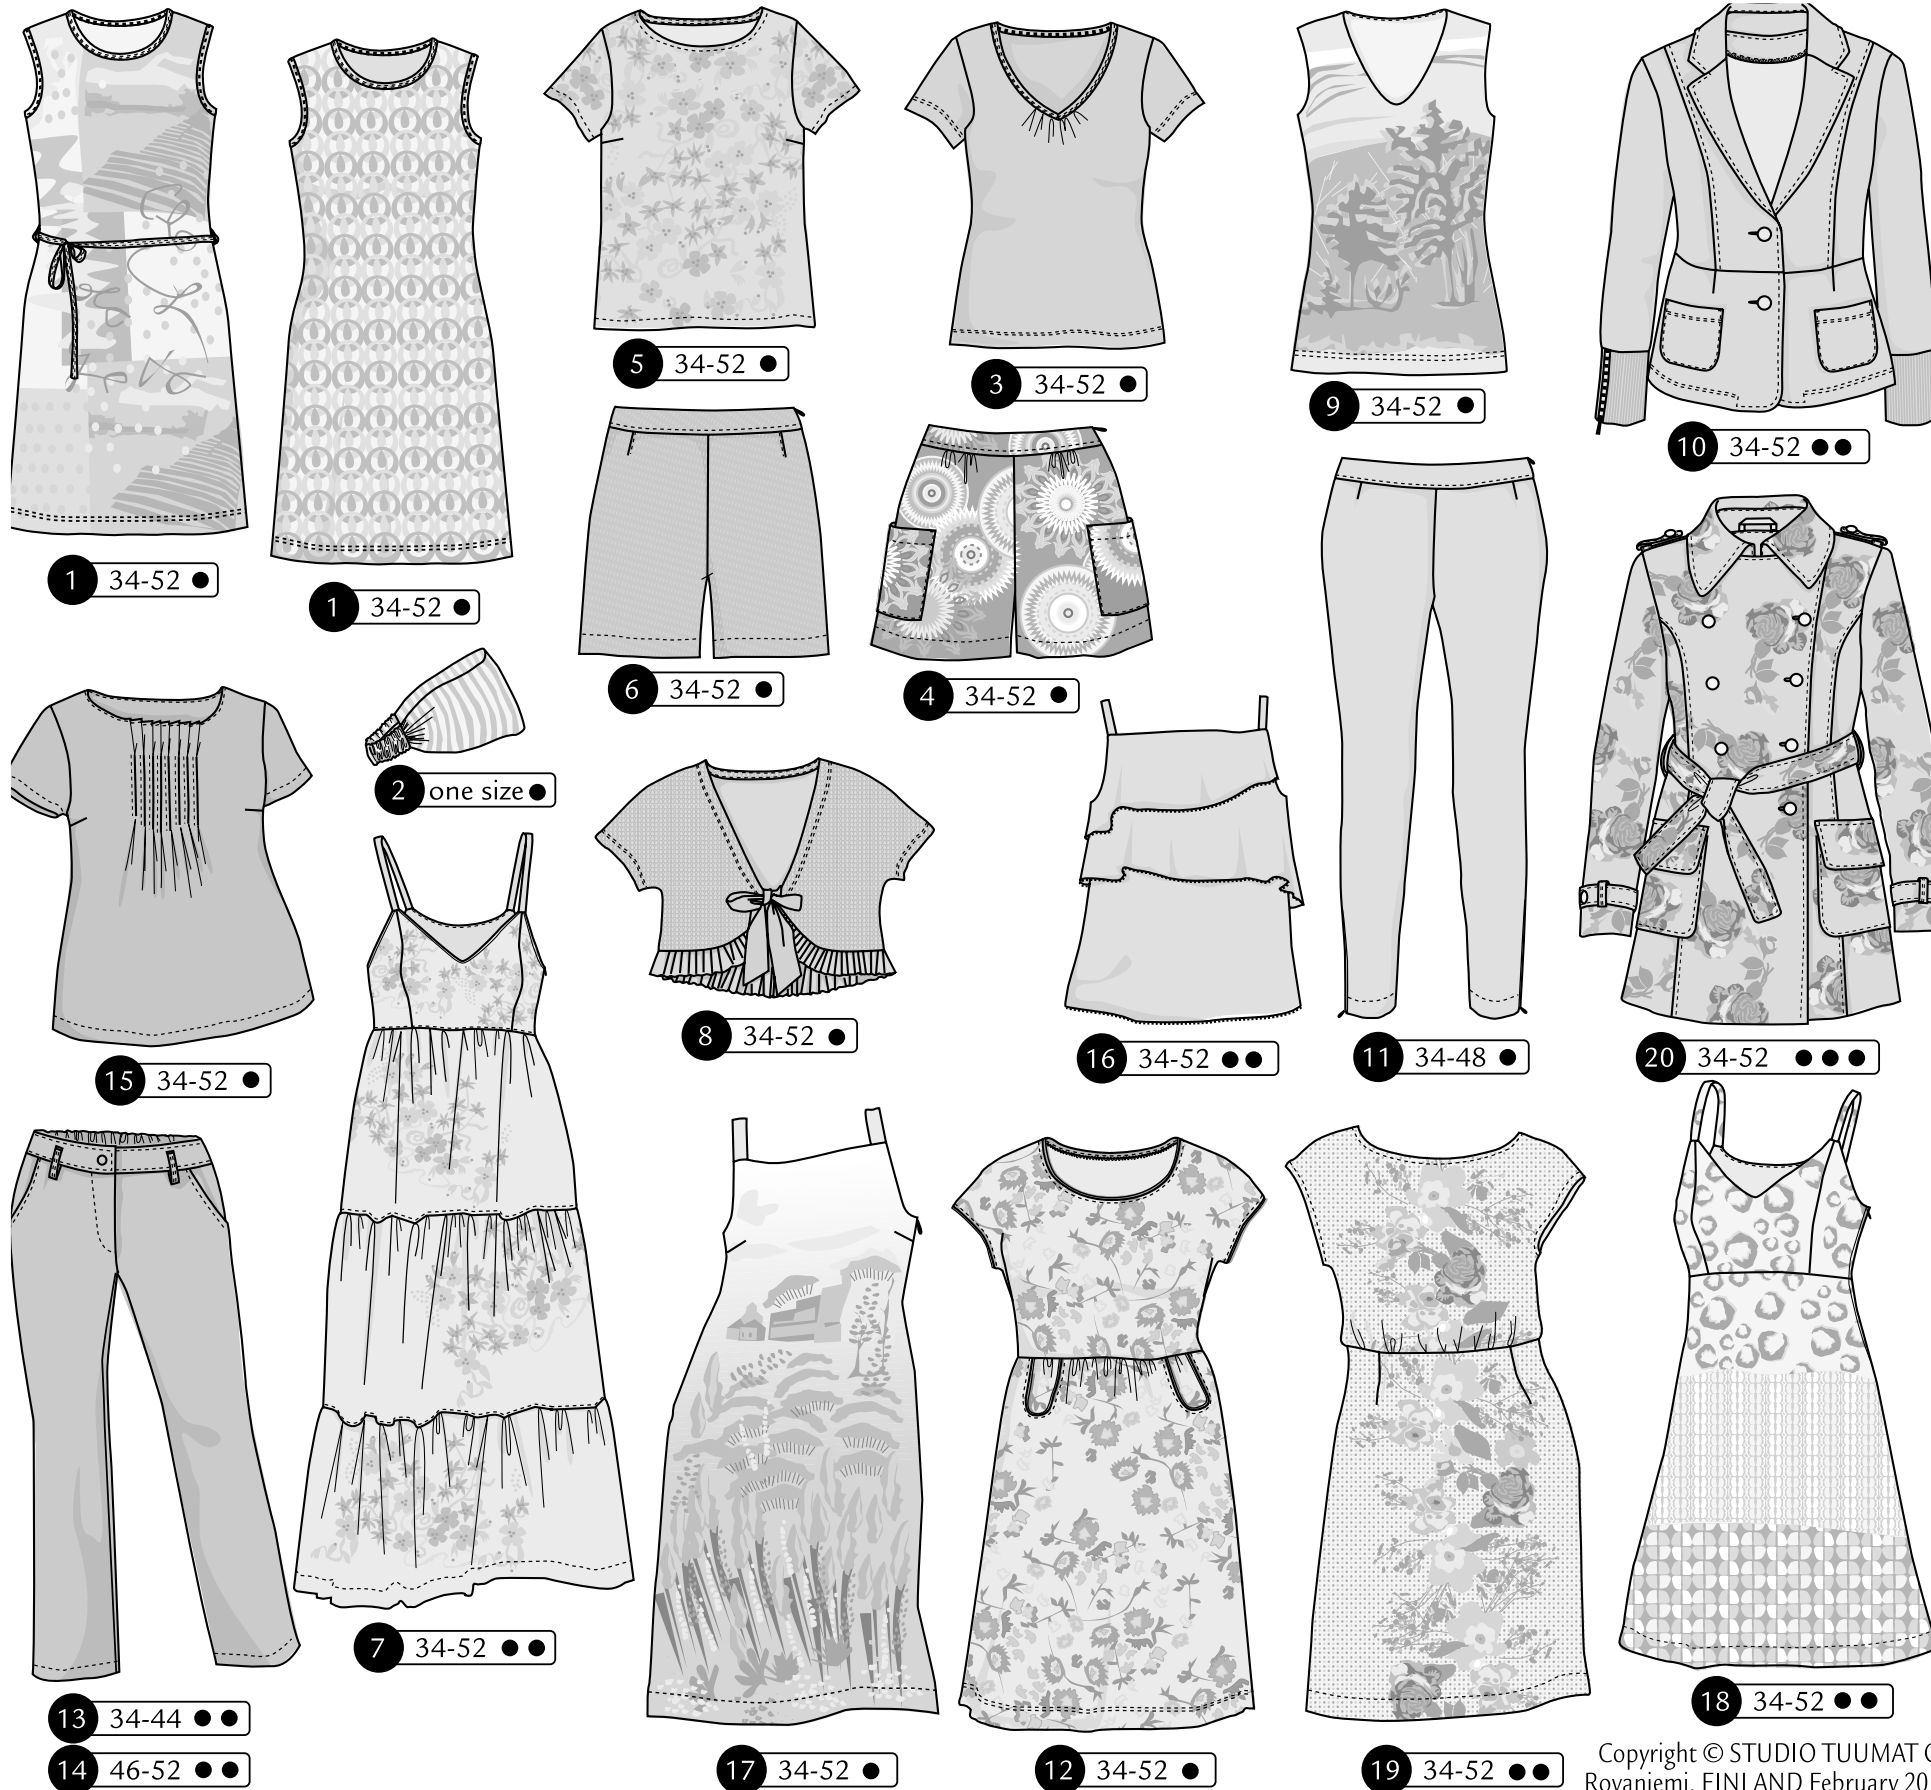 5 34-52 ●
3 34-52 ●
9 34-52 ●
10 34-52 ●●
1 34-52 ●
1 34-52 ●
6 34-52 ●
4 34-52 ●
2 one size ●
15 34-52 ●
8 34-52 ●
16 34-52 ●●
11 34-48 ●
20 34-52 ●●●
7 34-52 ●●
13 34-44 ●●
14 46-52 ●●
17 34-52 ●
12 34-52 ●
19 34-52 ●●
18 34-52 ●●
Copyright © STUDIO TUUMAT
Rovaniemi, FINLAND February